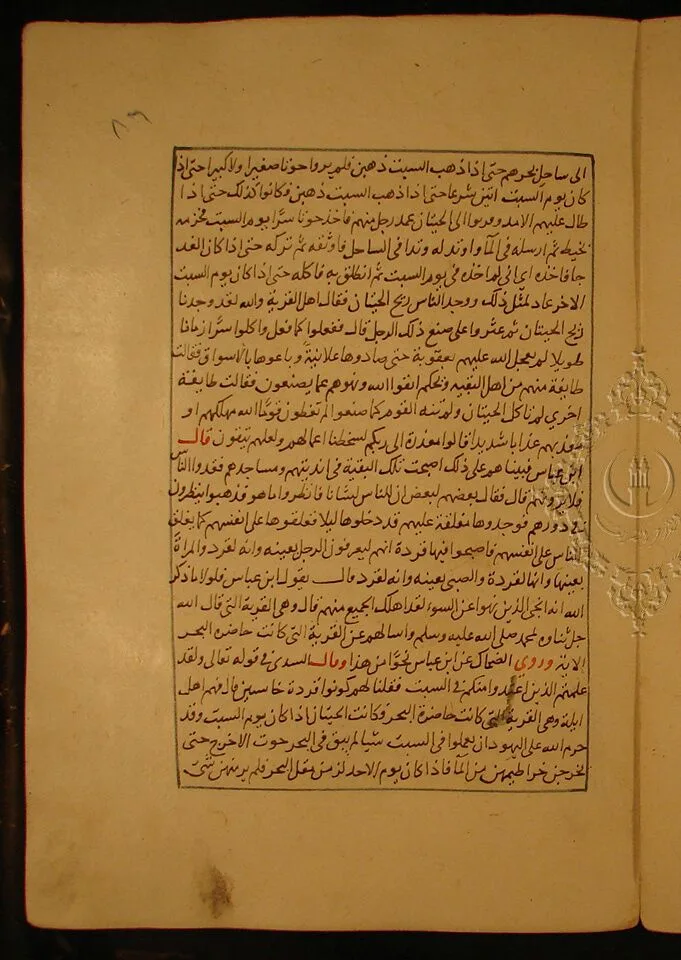 ٨٦
الى ساحل بحرهم حتى اذا ذهب السبت ذهبن فلم يروا حوتا صغيرا ولا كبيرا حتى اذ
كان يوم السبت اتين شرعا حتى اذا ذهب السبت ذهبن فكانوا كذلك حتى اذا
طال عليهم الامد وقرموا الى الحيتان عمد رجل منهم فاخذ حوتا سرا يوم السبت فخزمه
بخيط ثم ارسله في الما واوتد له وتدا في الساحل فاوثقه ثم تركه حتى اذا كان الغد
جا فاخذه اي اني لم اخذه في يوم السبت ثم انطلق به فاكله حتى اذا كان يوم السبت
الاخر عاد لمثل ذلك ووجد الناس ريح الحيتان فقال اهل القرية والله لقد وجدنا
ريح الحيتان ثم عثروا على صنع ذلك الرجل قال ففعلوا كما فعل واكلوا سرا زمانا
طويلا لم يعجل الله عليهم بعقوبة حتى صادوها علانية وباعوها بالاسواق فقالت
طايفة منهم من اهل البقيه ويحكم اتقوا الله ونهوهم عما يصنعون فقالت طايفة
اخري لم تاكل الحيتان ولم تنه القوم كما صنعوا لم تعظون قوما الله مهلكهم او
معذبهم عذابا شديدا قالوا معذرة الى ربكم لسخطنا اعمالهم ولعلهم يتقون قال
ابن عباس فبينا هم على ذلك اصبحت تلك البقية في انديتهم ومساجدهم فقدوا الناس
فلا يرونهم قال فقال بعضهم لبعض ان للناس لشانا فانظروا ما هو فذهبوا ينظرون
في دورهم فوجدوها مغلقة عليهم قد دخلوها ليلا فغلقوها على انفسهم كما يغلق
الناس على انفسهم فاصبحوا فيها قردة انهم ليعرفون الرجل بعينه وانه لقرد والمراة
بعينها وانها لقردة والصبي بعينه وانه لقرد قال يقول ابن عباس فلولا ما ذكر
الله انه انجى الذين نهوا عن السوء لقد اهلك الجميع منهم قال وهي القرية التي قال الله
جل ثناوه لمحمد صلى الله عليه وسلم واسالهم عن القرية التي كانت حاضرة البحر
الاية وروي الضحاك عن ابن عباس نحوا من هذا وقال السدى في قوله تعالى ولقد
علمتم الذين اعتدوا منكم في السبت فقلنا لهم كونوا قردة خاسين قال فهم اهل
ايلة وهي القرية التي كانت حاضرة البحر وكانت الحيتان اذا كان يوم السبت وقد
حرم الله على اليهود ان يعملوا في السبت شيا لم يبق في البحر حوت الا خرج حتى
يخرجن خراطيمهن من الما فاذا كان يوم الاحد لزمن سفل البحر فلم ير منهن شي